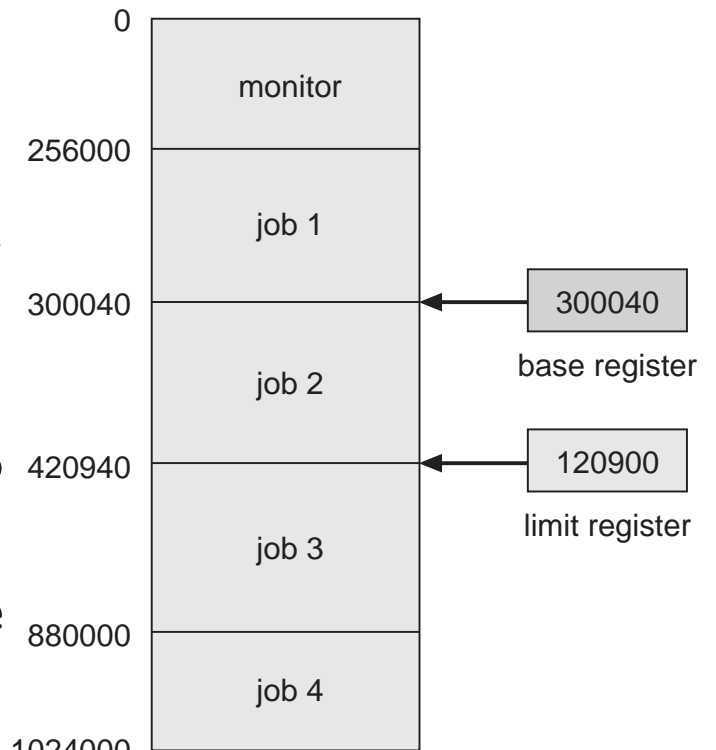 0
monitor
256000
job 1
300040
300040
base register
job 2
420940
120900
limit register
job 3
880000
job 4
1024000